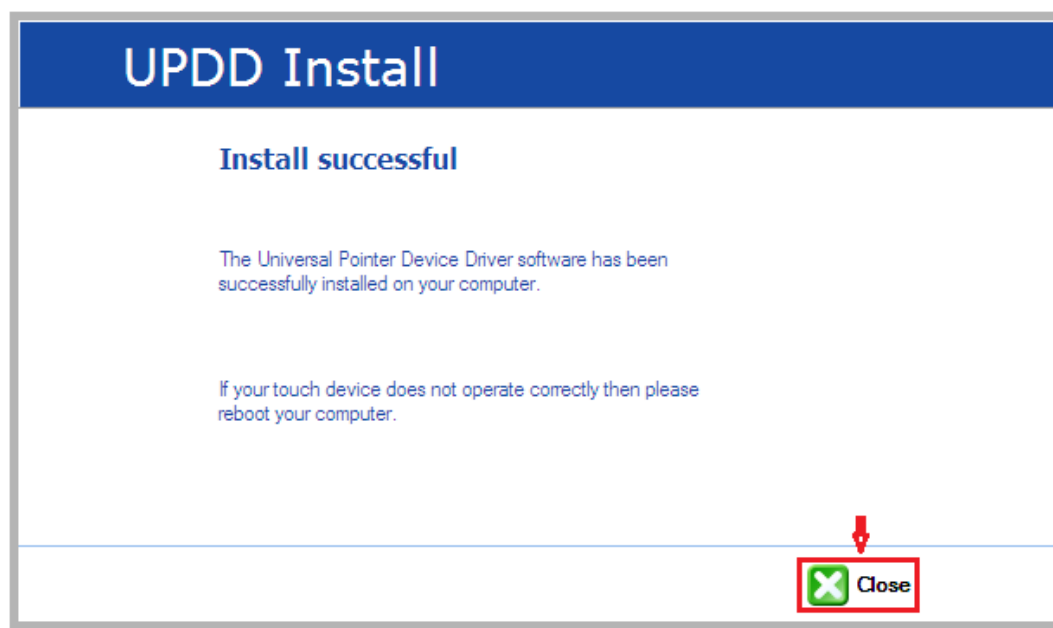 UPDD Install
Install successful
The Universal Pointer Device Driver software has been
successfully installed on your computer.
If your touch device does not operate correctly then please
reboot your computer.
Close